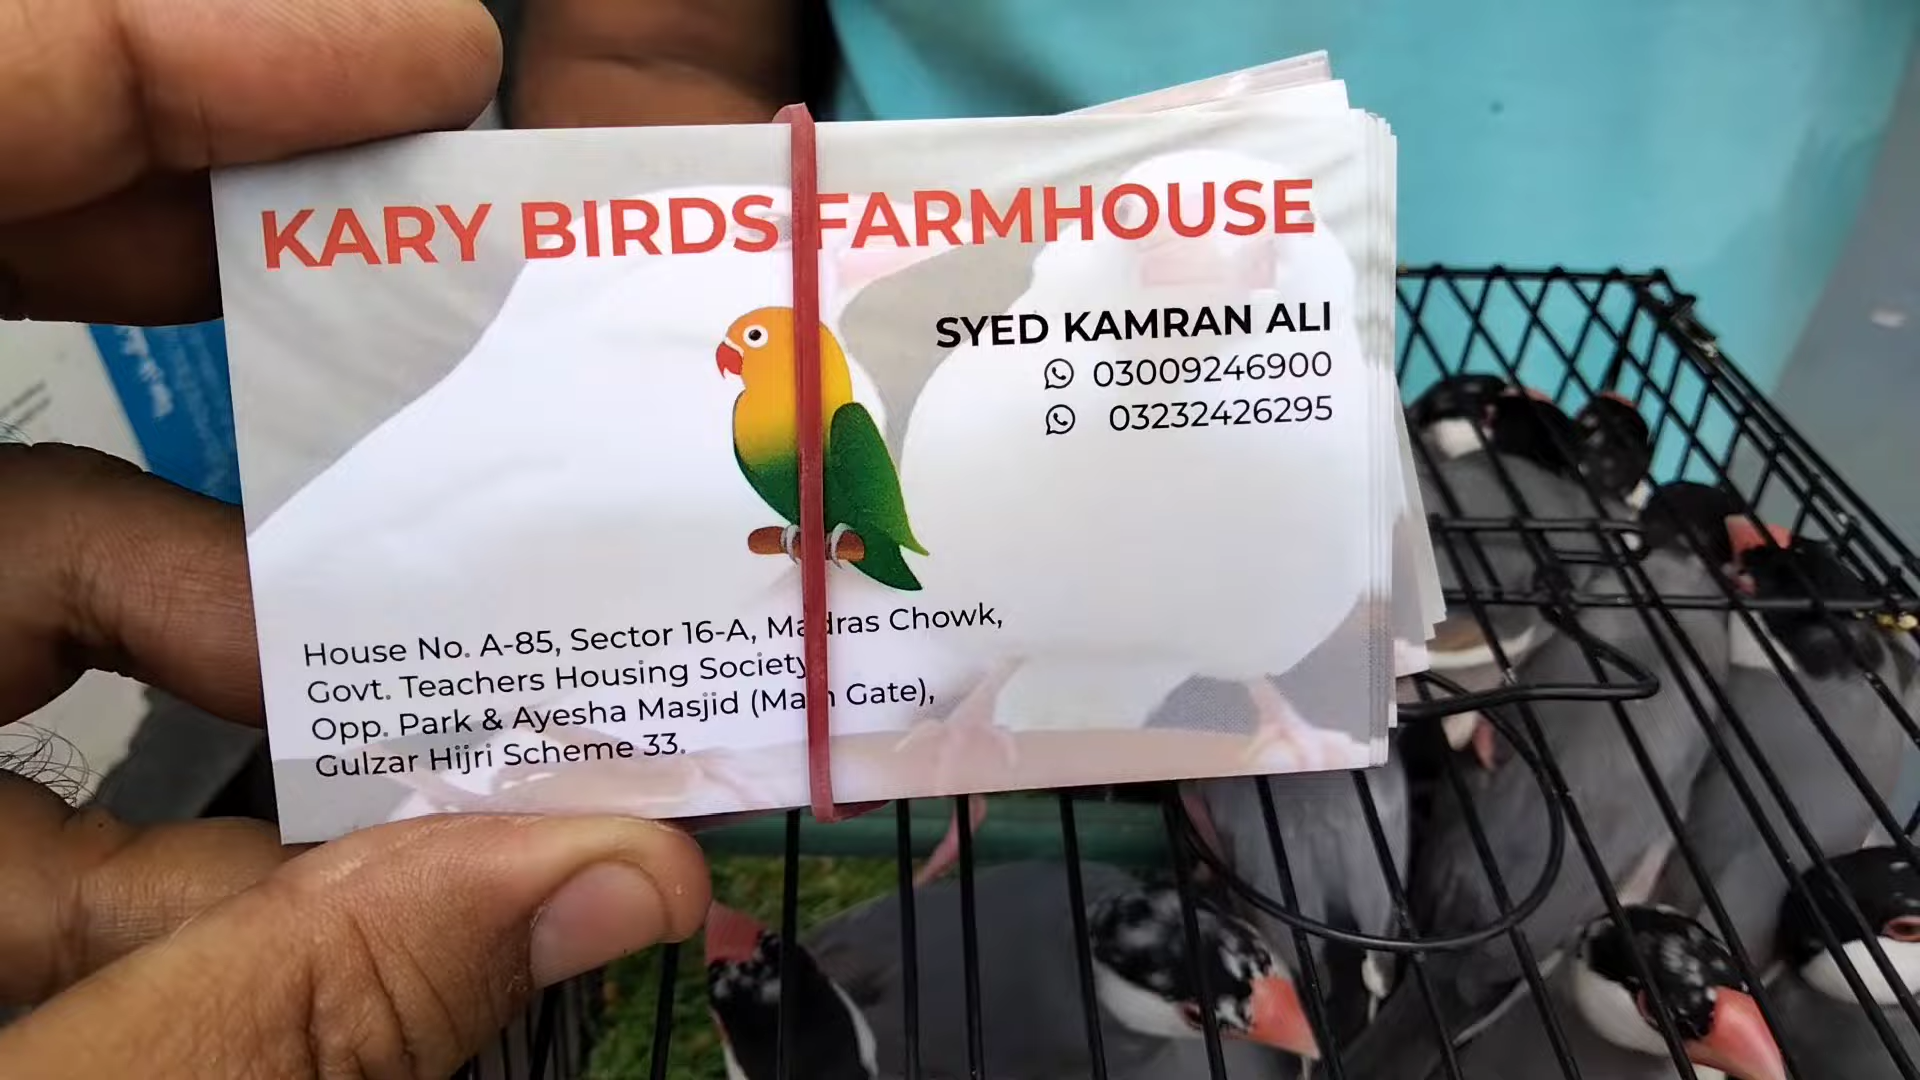 KARY BIRDS FARMHOUSE
SYED KAMRAN ALI
03009246900
03232426295
House No. A-85, Sector 16-A, Madras Chowk,
Govt. Teachers Housing Society
Opp. Park & Ayesha Masjid (Main Gate),
Gulzar Hijri Scheme 33.